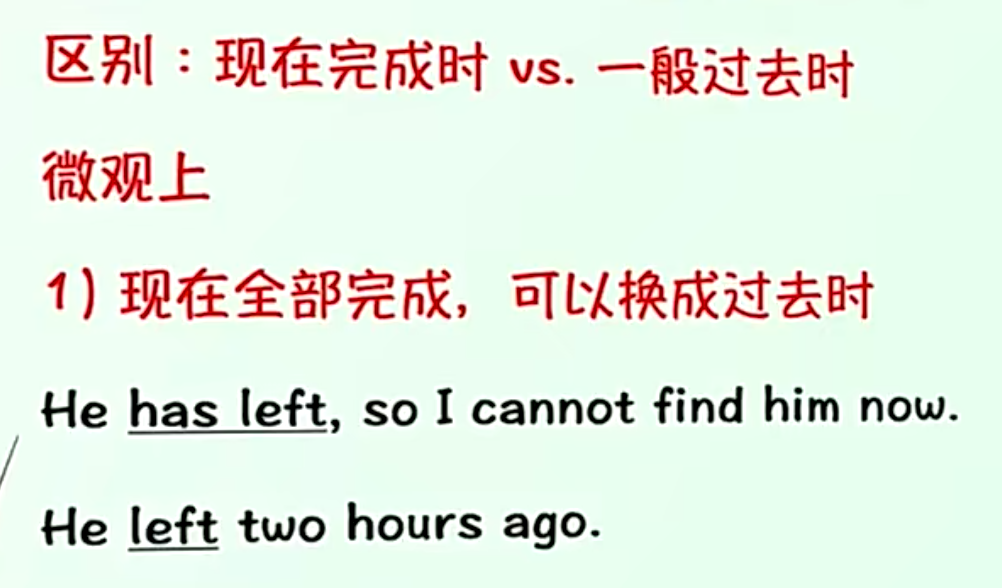 区别：现在完成时 vs. 一般过去时
微观上
1) 现在全部完成，可以换成过去时
He has left, so I cannot find him now.
He left two hours ago.